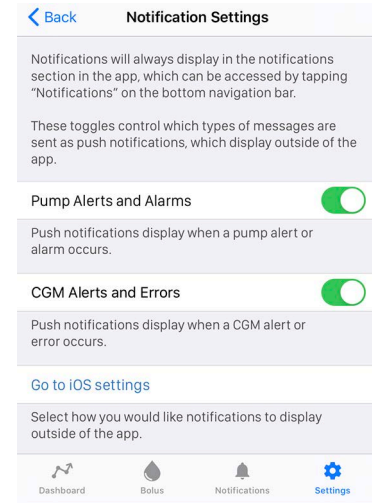 Back
Notification Settings
Notifications will always display in the notifications
section in the app, which can be accessed by tapping
“Notifications” on the bottom navigation bar.
These toggles control which types of messages are
sent as push notifications, which display outside of the
app.
Pump Alerts and Alarms
Push notifications display when a pump alert or
alarm occurs.
CGM Alerts and Errors
Push notifications display when a CGM alert or
error occurs.
Go to iOS settings
Select how you would like notifications to display
outside of the app.
Dashboard
Bolus
Notifications
Settings